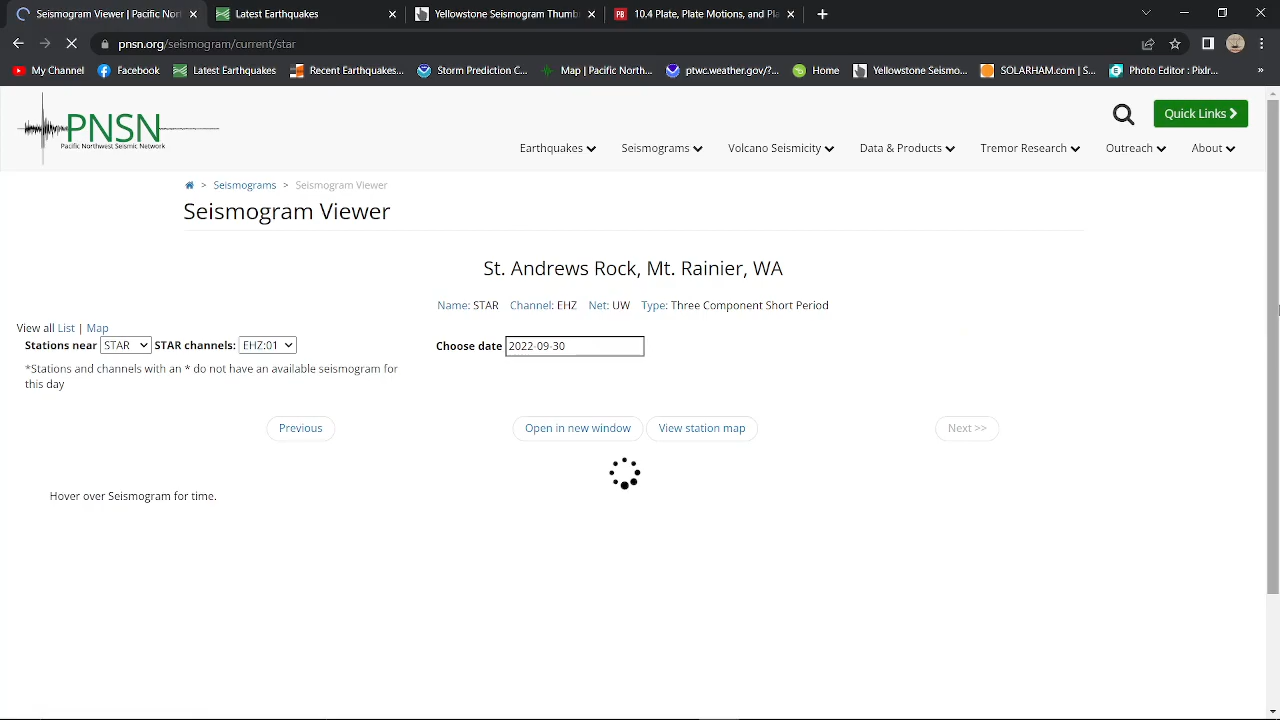 Seismogram Viewer | Pacific Nor
Latest Earthquakes
Yellowstone Seismogram Thumb
10.4 Plate, Plate Motions, and Pla
pnsn.org/seismogram/current/star
My Channel
Facebook
Latest Earthquakes
Recent Earthquakes...
Storm Prediction C...
Map | Pacific North...
ptwc.weather.gov/?...
Home
Yellowstone Seismo...
SOLARHAM.com | S...
Photo Editor : Pixlr...
PNSN
Pacific Northwest Seismic Network
Quick Links
Earthquakes
Seismograms
Volcano Seismicity
Data & Products
Tremor Research
Outreach
About
> Seismograms > Seismogram Viewer
Seismogram Viewer
St. Andrews Rock, Mt. Rainier, WA
Name: STAR Channel: EHZ Net: UW Type: Three Component Short Period
View all List | Map
Stations near STAR STAR channels: EHZ:01
Choose date 2022-09-30
*Stations and channels with an * do not have an available seismogram for
this day
Previous
Open in new window
View station map
Next >>
Hover over Seismogram for time.